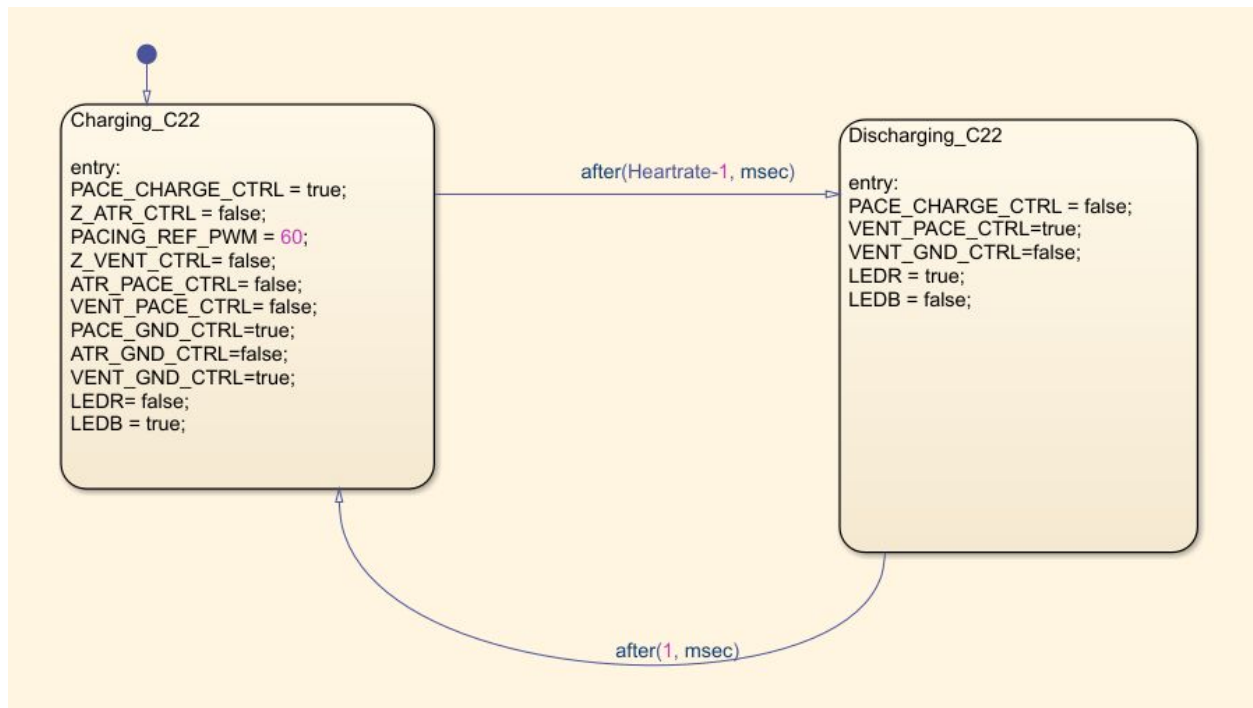 Charging_C22
entry:
PACE_CHARGE_CTRL = true;
Z_ATR_CTRL = false;
PACING_REF_PWM = 60;
Z_VENT_CTRL= false;
ATR_PACE_CTRL= false;
VENT_PACE_CTRL= false;
PACE_GND_CTRL=true;
ATR_GND_CTRL=false;
VENT_GND_CTRL=true;
LEDR= false;
LEDB = true;
after(Heartrate-1, msec)
Discharging_C22
entry:
PACE_CHARGE_CTRL = false;
VENT_PACE_CTRL=true;
VENT_GND_CTRL=false;
LEDR = true;
LEDB = false;
after(1, msec)